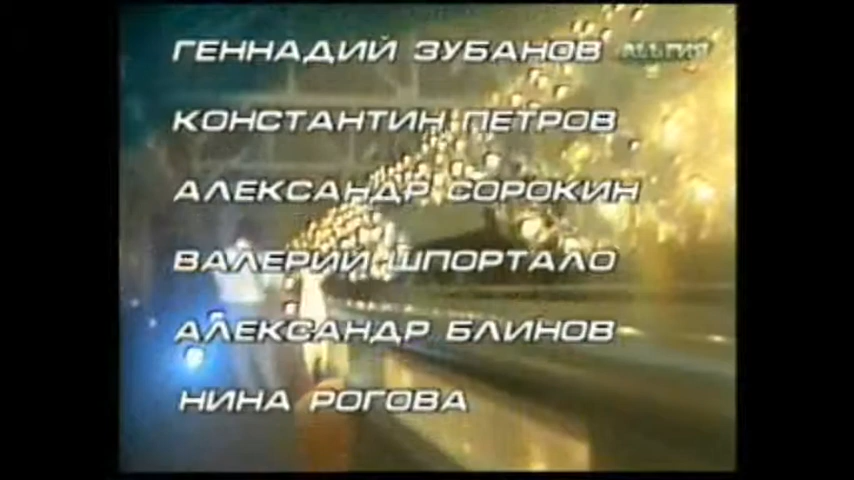 ГЕННАДИЙ ЗУБАНОВ
КОНСТАНТИН ПЕТРОВ
АЛЕКСАНДР СОРОКИН
ВАЛЕРИЙ ШПОРТАЛО
АЛЕКСАНДР БЛИНОВ
НИНА РОГОВА